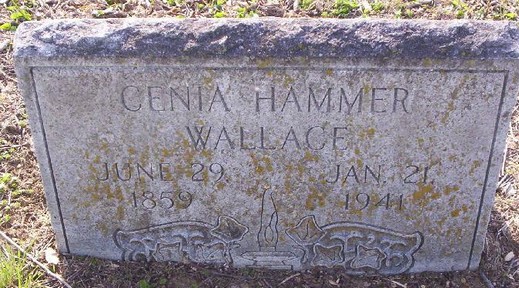 CENIA HAMMER
WALLACE
JUNE 29, JAN. 21,
1859 1941